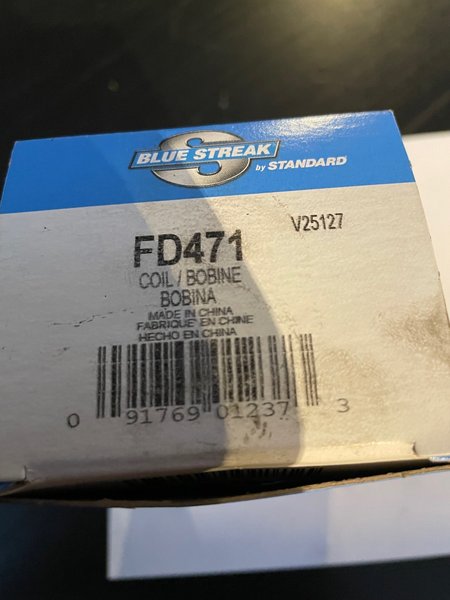 S
BLUE STREAK
by STANDARD®
V25127
FD471
COIL / BOBINE
BOBINA
MADE IN CHINA
FABRIQUÉ EN CHINE
HECHO EN CHINA
0 91769 01237 3